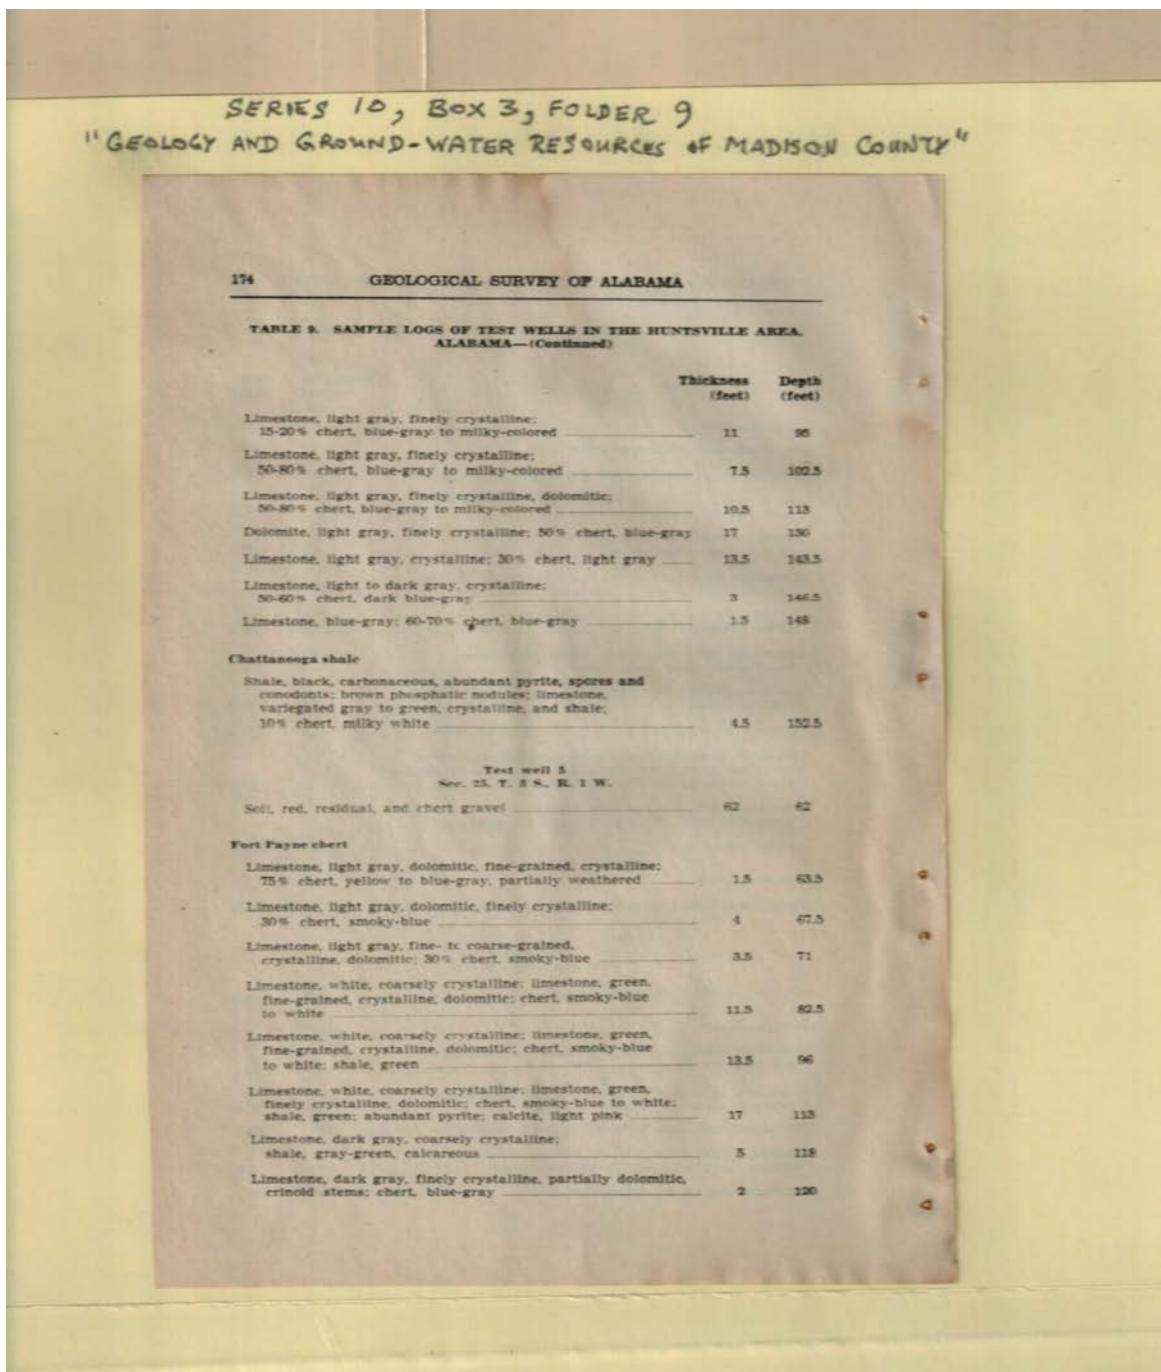 SERIES 10, BOX 3, FOLDER 9
"GEOLOGY AND GROUND-WATER RESOURCES OF MADISON COUNTY"
174 GEOLOGICAL SURVEY OF ALABAMA
TABLE 9. SAMPLE LOGS OF TEST WELLS IN THE HUNTSVILLE AREA,
ALABAMA—(Continued)
Thickness Depth
(feet) (feet)
Limestone, light gray, finely crystalline;
15-20% chert, blue-gray to milky-colored 11 95
Limestone, light gray, finely crystalline;
50-80% chert, blue-gray to milky-colored 7.5 102.5
Limestone, light gray, finely crystalline, dolomitic;
50-80% chert, blue-gray to milky-colored 10.5 113
Dolomite, light gray, finely crystalline; 50% chert, blue-gray 17 130
Limestone, light gray, crystalline; 30% chert, light gray 13.5 143.5
Limestone, light to dark gray, crystalline;
50-60% chert, dark blue-gray 3 146.5
Limestone, blue-gray; 60-70% chert, blue-gray 1.5 148
Chattanooga shale
Shale, black, carbonaceous, abundant pyrite, spores and
conodonts; brown phosphatic nodules; limestone,
variegated gray to green, crystalline, and shale;
10% chert, milky white 4.5 152.5
Test well 5
Sec. 25, T. 3 S., R. 1 W.
Soil, red, residual, and chert gravel 62 62
Fort Payne chert
Limestone, light gray, dolomitic, fine-grained, crystalline;
75% chert, yellow to blue-gray, partially weathered 1.5 63.5
Limestone, light gray, dolomitic, finely crystalline;
30% chert, smoky-blue 4 67.5
Limestone, light gray, fine- to coarse-grained,
crystalline, dolomitic; 30% chert, smoky-blue 3.5 71
Limestone, white, coarsely crystalline; limestone, green,
fine-grained, crystalline, dolomitic; chert, smoky-blue
to white 11.5 82.5
Limestone, white, coarsely crystalline; limestone, green,
fine-grained, crystalline, dolomitic; chert, smoky-blue
to white; shale, green 13.5 96
Limestone, white, coarsely crystalline; limestone, green,
finely crystalline, dolomitic; chert, smoky-blue to white;
shale, green; abundant pyrite; calcite, light pink 17 113
Limestone, dark gray, coarsely crystalline;
shale, gray-green, calcareous 5 118
Limestone, dark gray, finely crystalline, partially dolomitic,
crinoid stems; chert, blue-gray 2 120